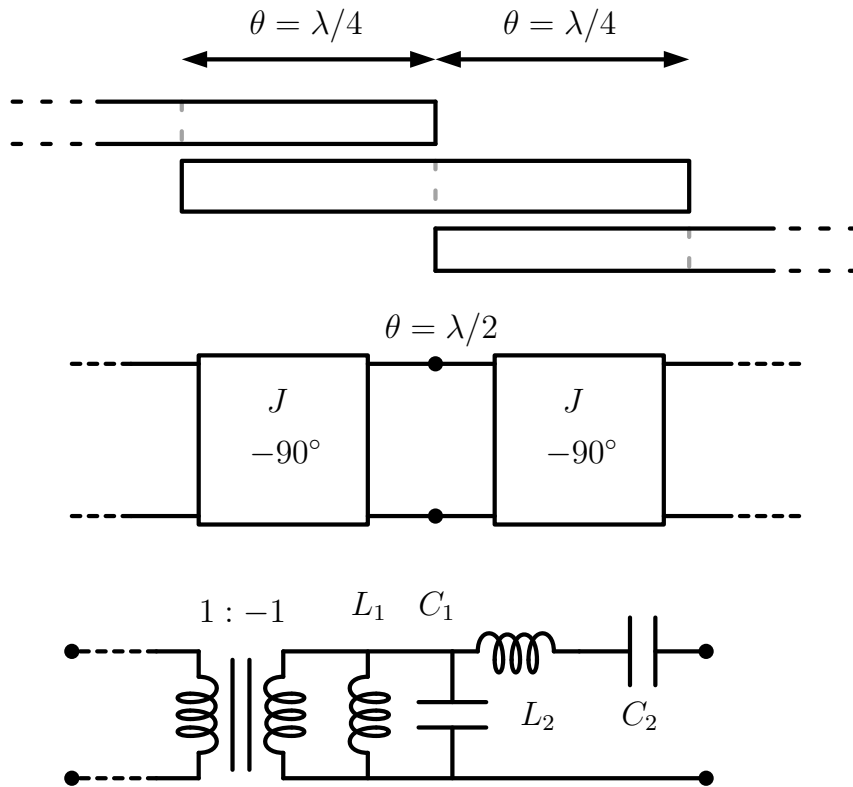 θ = λ/4 θ = λ/4
θ = λ/2
J J
−90° −90°
1 : −1 L₁ C₁
L₂ C₂